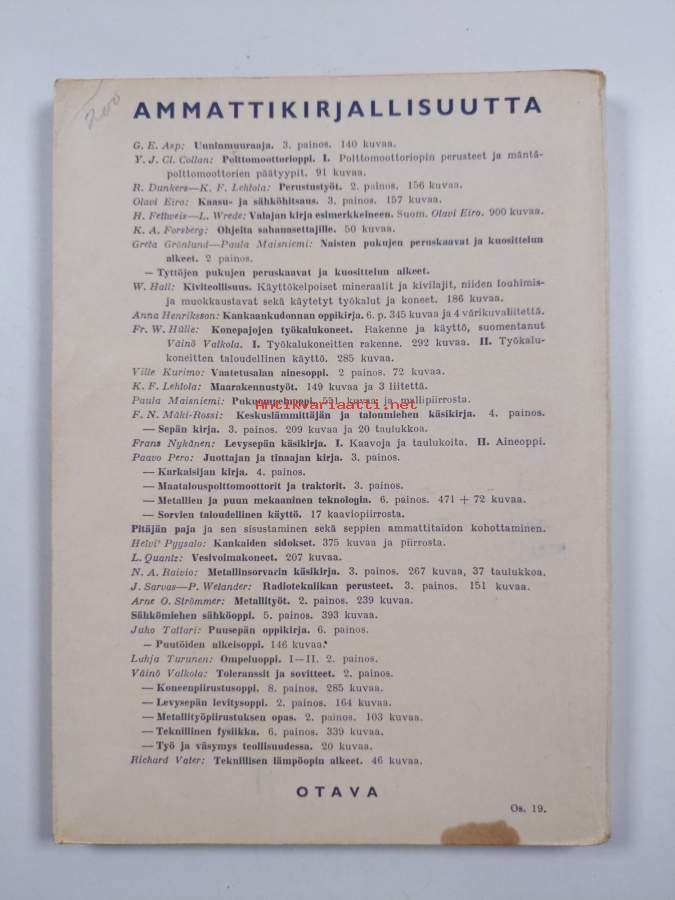 200
AMMATTIKIRJALLISUUTTA
G. E. Asp: Uuninmuuraaja. 3. painos. 140 kuvaa.
Y. J. Cl. Collan: Polttomoottorioppi. I. Polttomoottoriopin perusteet ja mäntä-
polttomoottorien päätyypit. 91 kuvaa.
R. Dunkers—K. F. Lehtola: Perustustyöt. 2. painos. 156 kuvaa.
Olavi Eiro: Kaasu- ja sähköhitsaus. 3. painos. 157 kuvaa.
H. Fettweis—L. Wrede: Valajan kirja esimerkkeineen. Suom. Olavi Eiro. 900 kuvaa.
K. A. Forsberg: Ohjeita sahanasettajille. 50 kuvaa.
Greta Grönlund—Paula Maisniemi: Naisten pukujen peruskaavat ja kuosittelun
alkeet. 2 painos.
— Tyttöjen pukujen peruskaavat ja kuosittelun alkeet.
W. Hall: Kiviteollisuus. Käyttökelpoiset mineraalit ja kivilajit, niiden louhimis-
ja muokkaustavat sekä käytetyt työkalut ja koneet. 186 kuvaa.
Anna Henriksson: Kankaankudonnan oppikirja. 6. p. 345 kuvaa ja 4 värikuvaliitettä.
Fr. W. Hülle: Konepajojen työkalukoneet. Rakenne ja käyttö, suomentanut
Väinö Valkola. I. Työkalukoneitten rakenne. 292 kuvaa. II. Työkalu-
koneitten taloudellinen käyttö. 285 kuvaa.
Ville Kurimo: Vaatetusalan ainesoppi. 2 painos. 72 kuvaa.
K. F. Lehtola: Maarakennustyöt. 149 kuvaa ja 3 liitettä.
Paula Maisniemi: Pukuompeluoppi. 551 kuvaa ja mallipiirrosta.
Antikvariaatti.net
F. N. Mäki-Rossi: Keskuslämmittäjän ja talonmiehen käsikirja. 4. painos.
— Sepän kirja. 3. painos. 209 kuvaa ja 20 taulukkoa.
Frans Nykänen: Levysepän käsikirja. I. Kaavoja ja taulukoita. II. Aineoppi.
Paavo Pero: Juottajan ja tinaajan kirja. 3. painos.
— Karkaisijan kirja. 4. painos.
— Maatalouspolttomoottorit ja traktorit. 3. painos.
— Metallien ja puun mekaaninen teknologia. 6. painos. 471 + 72 kuvaa.
— Sorvien taloudellinen käyttö. 17 kaaviopiirrosta.
Pitäjän paja ja sen sisustaminen sekä seppien ammattitaidon kohottaminen.
Helvi Pyysalo: Kankaiden sidokset. 375 kuvaa ja piirrosta.
L. Quantz: Vesivoimakoneet. 207 kuvaa.
N. A. Raivio: Metallinsorvarin käsikirja. 3. painos. 267 kuvaa, 37 taulukkoa.
J. Sarvas—P. Welander: Radiotekniikan perusteet. 3. painos. 151 kuvaa.
Arne O. Strömmer: Metallityöt. 2. painos. 239 kuvaa.
Sähkömiehen sähköoppi. 5. painos. 393 kuvaa.
Juho Tallari: Puusepän oppikirja. 6. painos.
— Puutöiden alkeisoppi. 146 kuvaa.
Lahja Turunen: Ompeluoppi. I—II. 2. painos.
Väinö Valkola: Toleranssit ja sovitteet. 2. painos.
— Koneenpiirustusoppi. 8. painos. 285 kuvaa.
— Levysepän levitysoppi. 2. painos. 164 kuvaa.
— Metallityöpiirustuksen opas. 2. painos. 103 kuvaa.
— Teknillinen fysiikka. 6. painos. 339 kuvaa.
— Työ ja väsymys teollisuudessa. 20 kuvaa.
Richard Vater: Teknillisen lämpöopin alkeet. 46 kuvaa.
OTAVA
Os. 19.